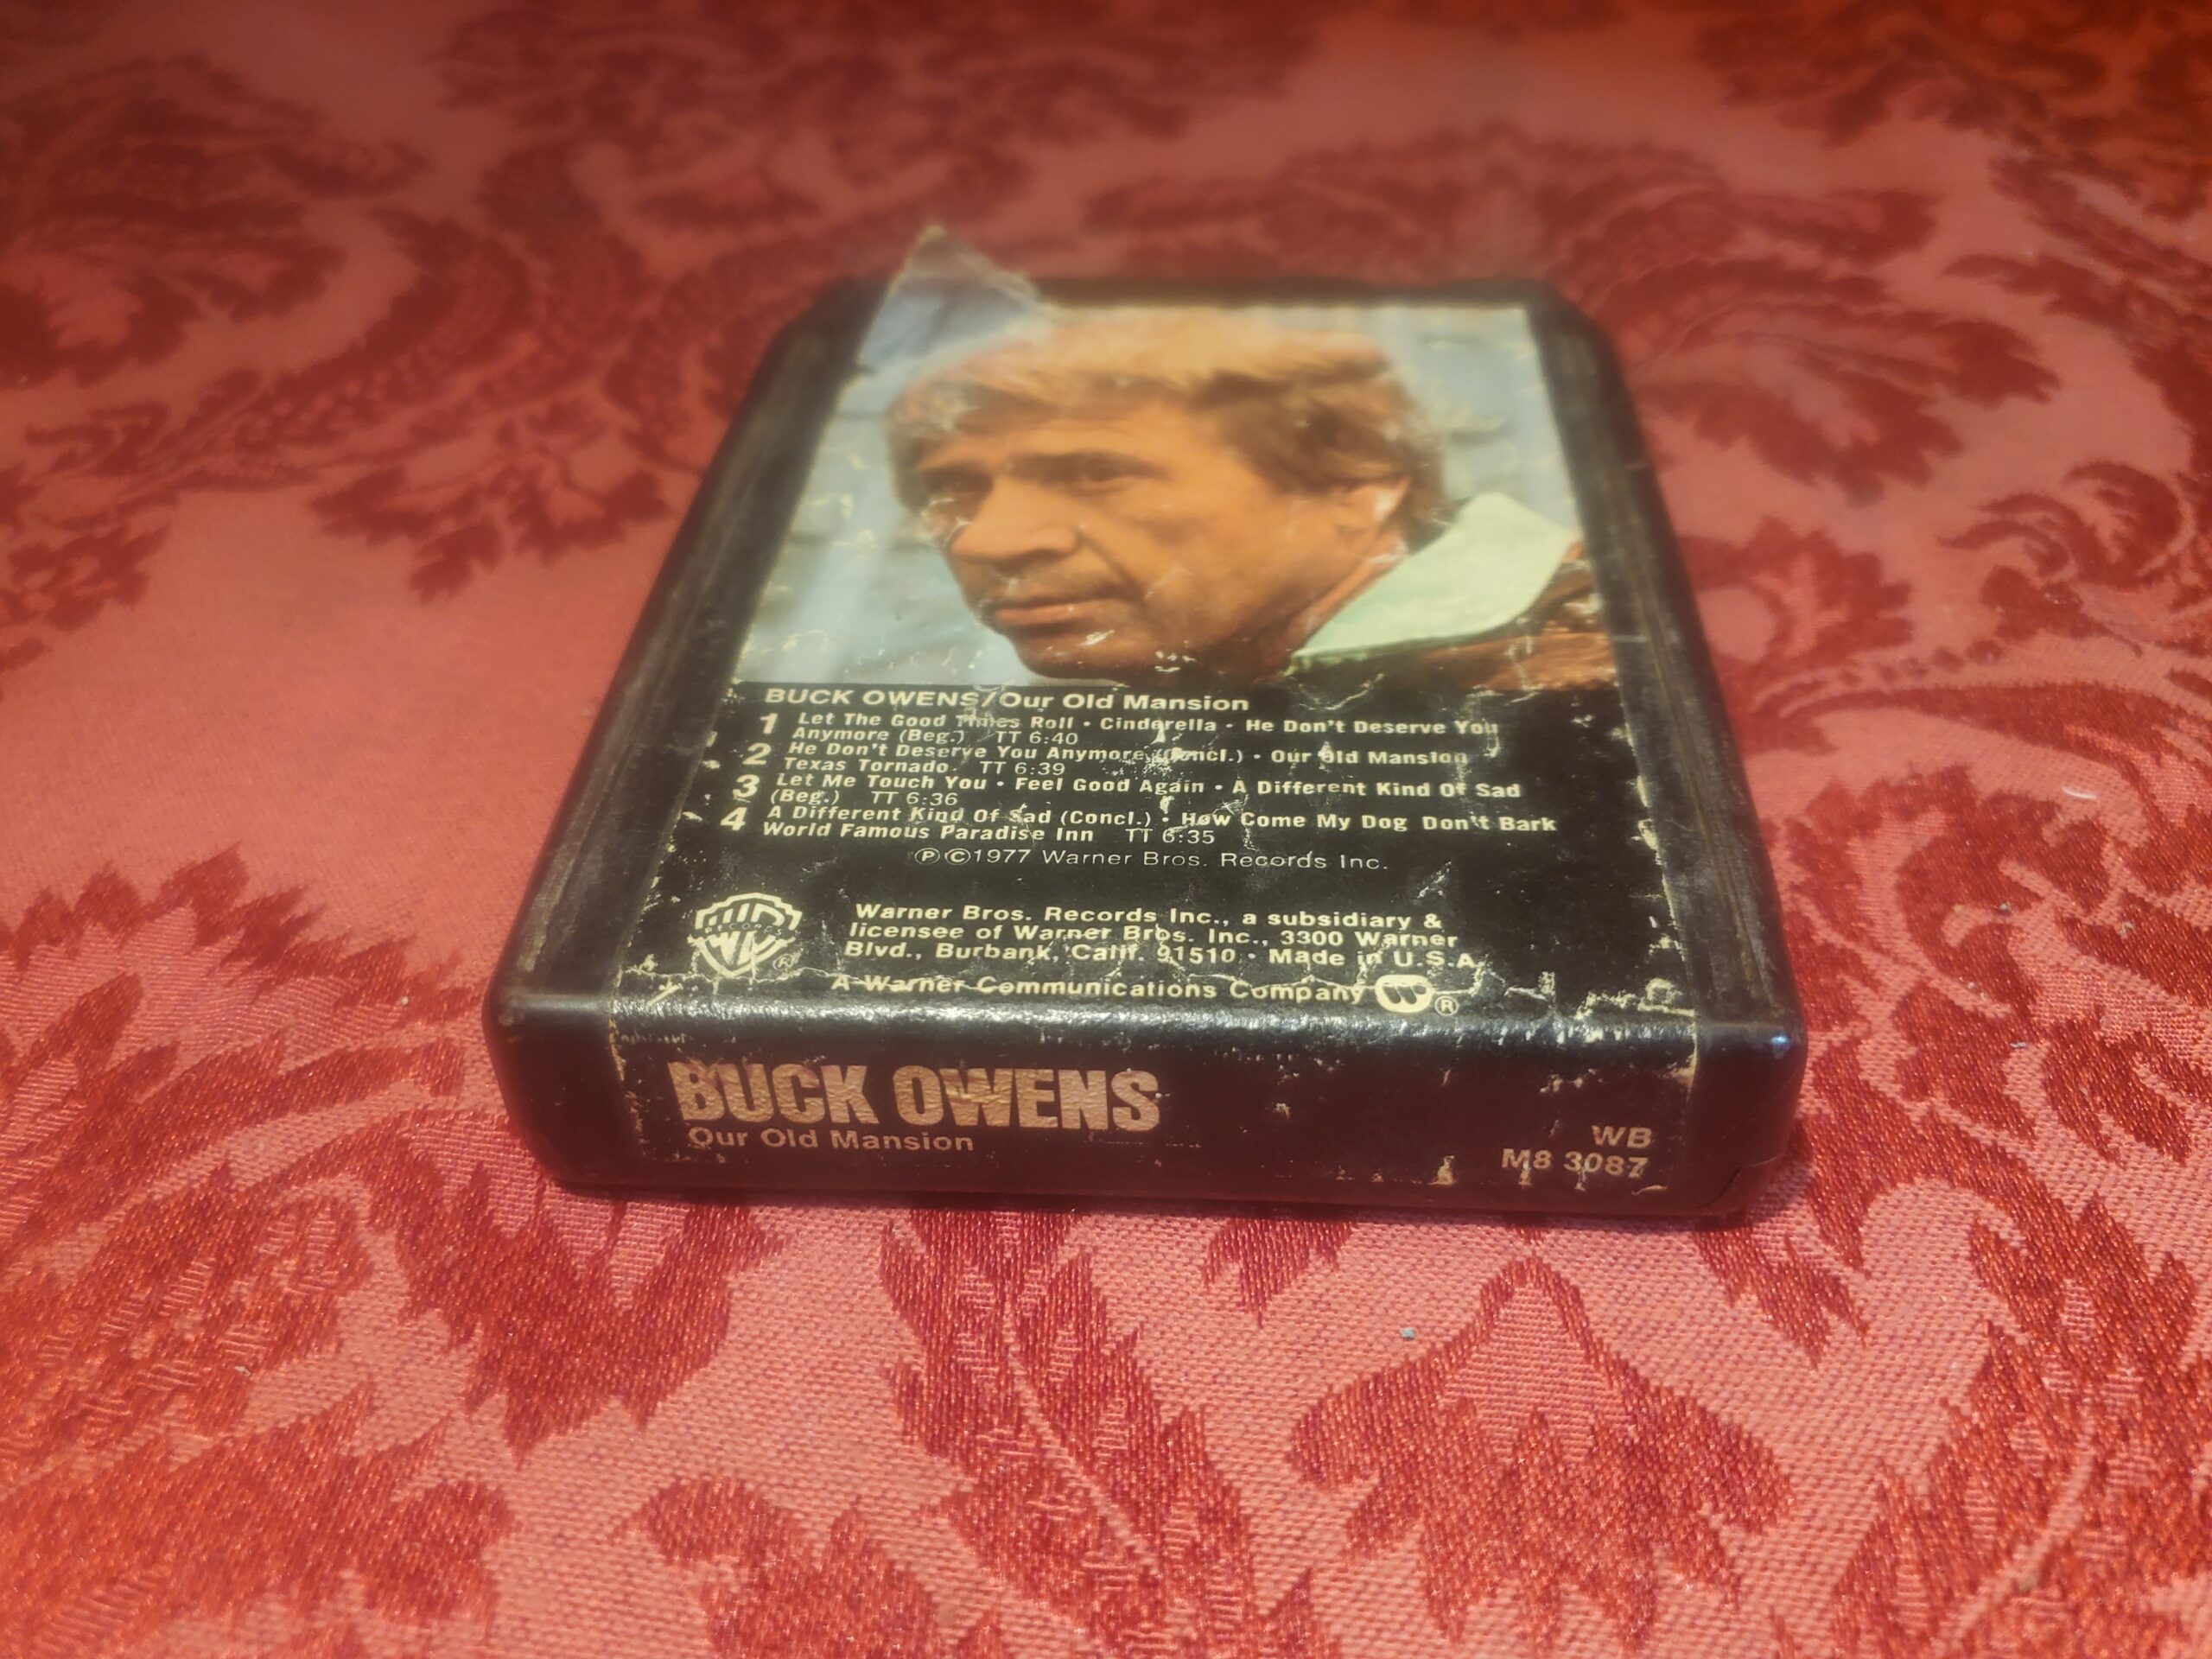 BUCK OWENS/Our Old Mansion
1 Let The Good Times Roll • Cinderella • He Don't Deserve You
Anymore (Beg.) TT 6:40
2 He Don't Deserve You Anymore (Concl.) • Our Old Mansion
Texas Tornado TT 6:39
3 Let Me Touch You • Feel Good Again • A Different Kind Of Sad
(Beg.) TT 6:36
4 A Different Kind Of Sad (Concl.) • How Come My Dog Don't Bark
World Famous Paradise Inn TT 6:35
℗©1977 Warner Bros. Records Inc.
WB
RECORDS
®
Warner Bros. Records Inc., a subsidiary &
licensee of Warner Bros. Inc., 3300 Warner
Blvd., Burbank, Calif. 91510 • Made in U.S.A.
A Warner Communications Company ®
BUCK OWENS
Our Old Mansion
WB
M8 3087